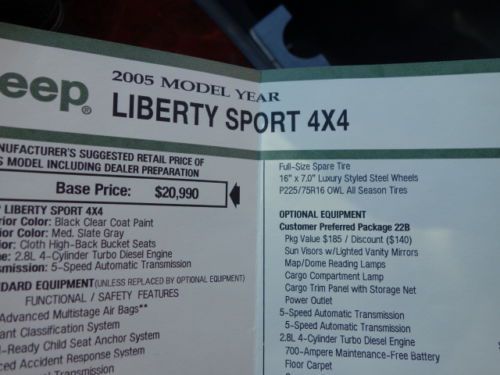 eep®
2005 MODEL YEAR
LIBERTY SPORT 4X4
NUFACTURER'S SUGGESTED RETAIL PRICE OF
S MODEL INCLUDING DEALER PREPARATION
Base Price: $20,990
LIBERTY SPORT 4X4
rior Color: Black Clear Coat Paint
rior Color: Med. Slate Gray
rior: Cloth High-Back Bucket Seats
ne: 2.8L 4-Cylinder Turbo Diesel Engine
smission: 5-Speed Automatic Transmission
NDARD EQUIPMENT (UNLESS REPLACED BY OPTIONAL EQUIPMENT)
FUNCTIONAL / SAFETY FEATURES
Advanced Multistage Air Bags**
ant Classification System
-Ready Child Seat Anchor System
ced Accident Response System
Transmission
Full-Size Spare Tire
16" x 7.0" Luxury Styled Steel Wheels
P225/75R16 OWL All Season Tires
OPTIONAL EQUIPMENT
Customer Preferred Package 22B
Pkg Value $185 / Discount ($140)
Sun Visors w/Lighted Vanity Mirrors
Map/Dome Reading Lamps
Cargo Compartment Lamp
Cargo Trim Panel with Storage Net
Power Outlet
5-Speed Automatic Transmission
5-Speed Automatic Transmission
2.8L 4-Cylinder Turbo Diesel Engine
700-Ampere Maintenance-Free Battery
Floor Carpet